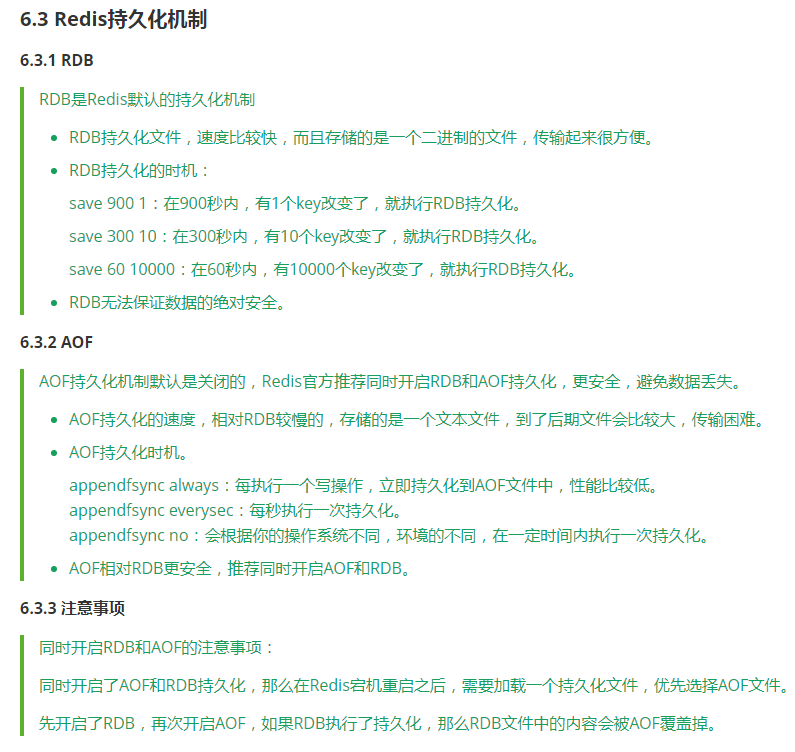 6.3 Redis持久化机制
6.3.1 RDB
RDB是Redis默认的持久化机制
RDB持久化文件，速度比较快，而且存储的是一个二进制的文件，传输起来很方便。
RDB持久化的时机：
save 900 1：在900秒内，有1个key改变了，就执行RDB持久化。
save 300 10：在300秒内，有10个key改变了，就执行RDB持久化。
save 60 10000：在60秒内，有10000个key改变了，就执行RDB持久化。
RDB无法保证数据的绝对安全。
6.3.2 AOF
AOF持久化机制默认是关闭的，Redis官方推荐同时开启RDB和AOF持久化，更安全，避免数据丢失。
AOF持久化的速度，相对RDB较慢的，存储的是一个文本文件，到了后期文件会比较大，传输困难。
AOF持久化时机。
appendfsync always：每执行一个写操作，立即持久化到AOF文件中，性能比较低。
appendfsync everysec：每秒执行一次持久化。
appendfsync no：会根据你的操作系统不同，环境的不同，在一定时间内执行一次持久化。
AOF相对RDB更安全，推荐同时开启AOF和RDB。
6.3.3 注意事项
同时开启RDB和AOF的注意事项：
同时开启了AOF和RDB持久化，那么在Redis宕机重启之后，需要加载一个持久化文件，优先选择AOF文件。
先开启了RDB，再次开启AOF，如果RDB执行了持久化，那么RDB文件中的内容会被AOF覆盖掉。